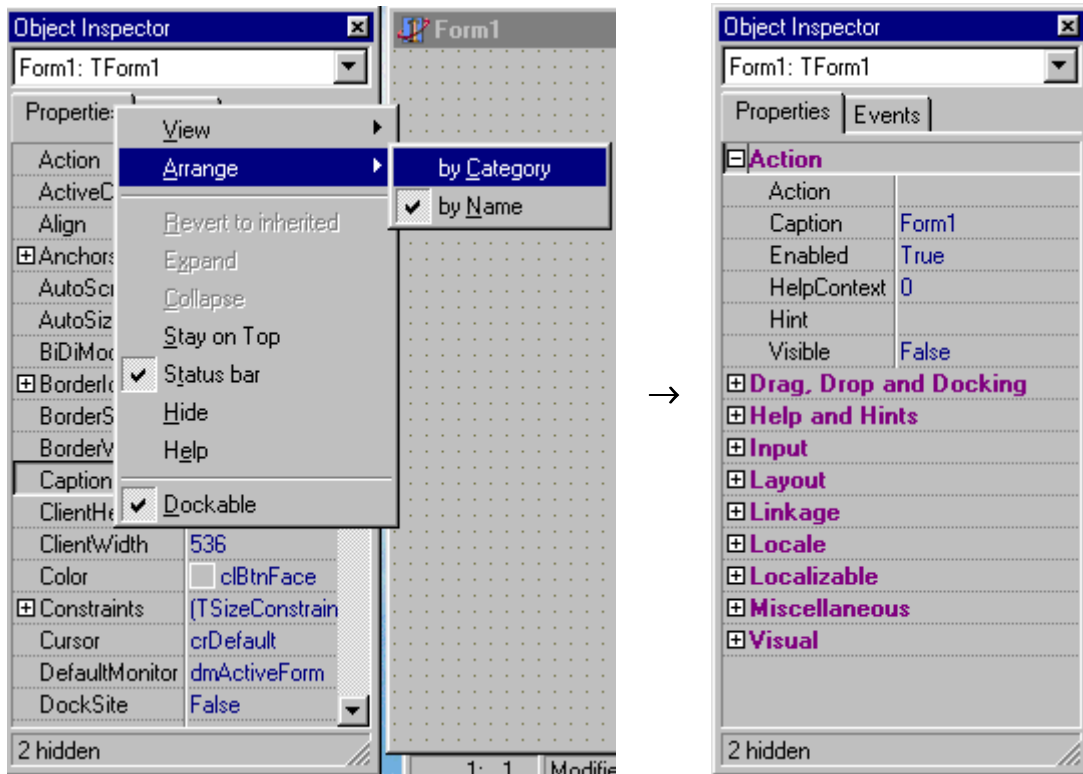 Object Inspector
Form1
Form1: TForm1
Properties
View
Action
Arrange
by Category
ActiveC
by Name
Align
Revert to inherited
Anchors
Expand
AutoScr
Collapse
AutoSiz
Stay on Top
BiDiMod
Status bar
BorderIc
BorderS
Hide
BorderW
Help
Caption
Dockable
ClientHe
ClientWidth 536
Color clBtnFace
Constraints (TSizeConstrain
Cursor crDefault
DefaultMonitor dmActiveForm
DockSite False
2 hidden
1: 1 Modifie
→
Object Inspector
Form1: TForm1
Properties Events
Action
Action
Caption Form1
Enabled True
HelpContext 0
Hint
Visible False
Drag, Drop and Docking
Help and Hints
Input
Layout
Linkage
Locale
Localizable
Miscellaneous
Visual
2 hidden